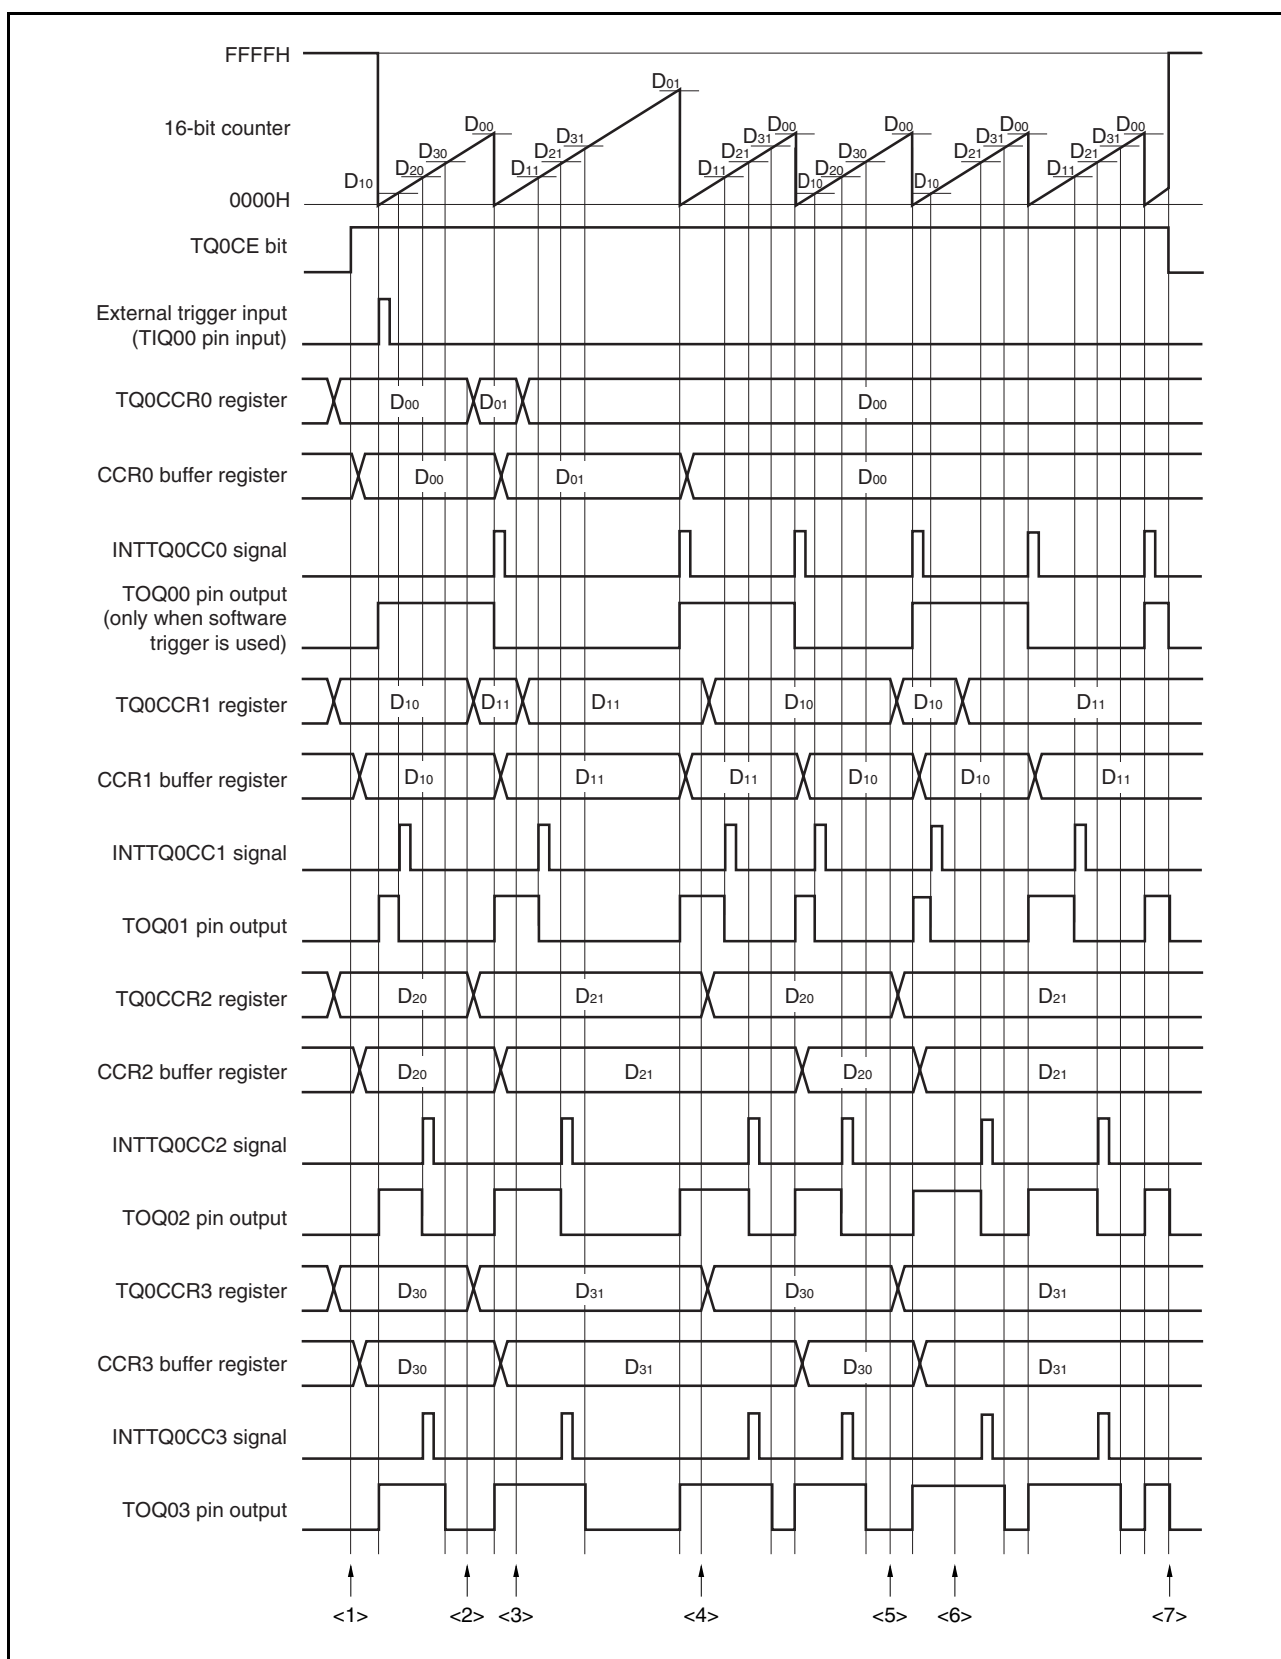 FFFFH
D01
16-bit counter
D00 D31 D00 D00 D00 D00
D30 D21 D31 D30 D31 D31
D20 D11 D21 D20 D21 D21
D10 D11 D10 D10 D11
0000H
TQ0CE bit
External trigger input
(TIQ00 pin input)
TQ0CCR0 register D00 D01 D00
CCR0 buffer register D00 D01 D00
INTTQ0CC0 signal
TOQ00 pin output
(only when software
trigger is used)
TQ0CCR1 register D10 D11 D11 D10 D10 D11
CCR1 buffer register D10 D11 D11 D10 D10 D11
INTTQ0CC1 signal
TOQ01 pin output
TQ0CCR2 register D20 D21 D20 D21
CCR2 buffer register D20 D21 D20 D21
INTTQ0CC2 signal
TOQ02 pin output
TQ0CCR3 register D30 D31 D30 D31
CCR3 buffer register D30 D31 D30 D31
INTTQ0CC3 signal
TOQ03 pin output
<1> <2> <3> <4> <5> <6> <7>